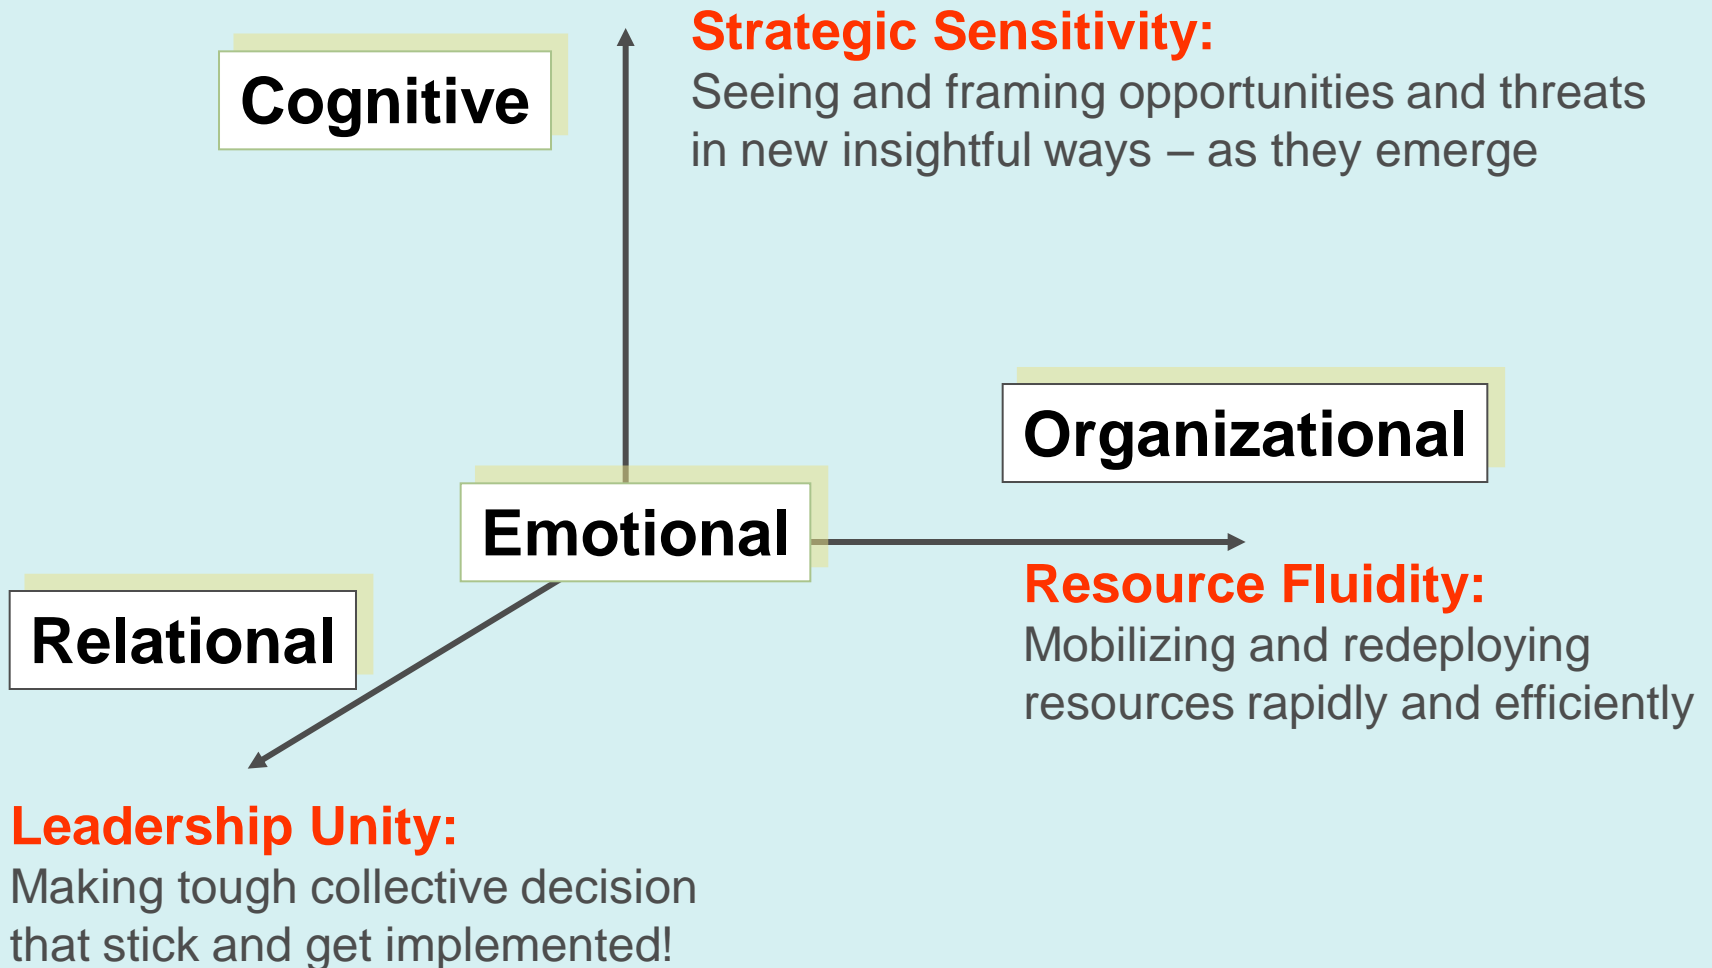 Cognitive
Strategic Sensitivity:
Seeing and framing opportunities and threats
in new insightful ways – as they emerge
Organizational
Emotional
Resource Fluidity:
Mobilizing and redeploying
resources rapidly and efficiently
Relational
Leadership Unity:
Making tough collective decision
that stick and get implemented!